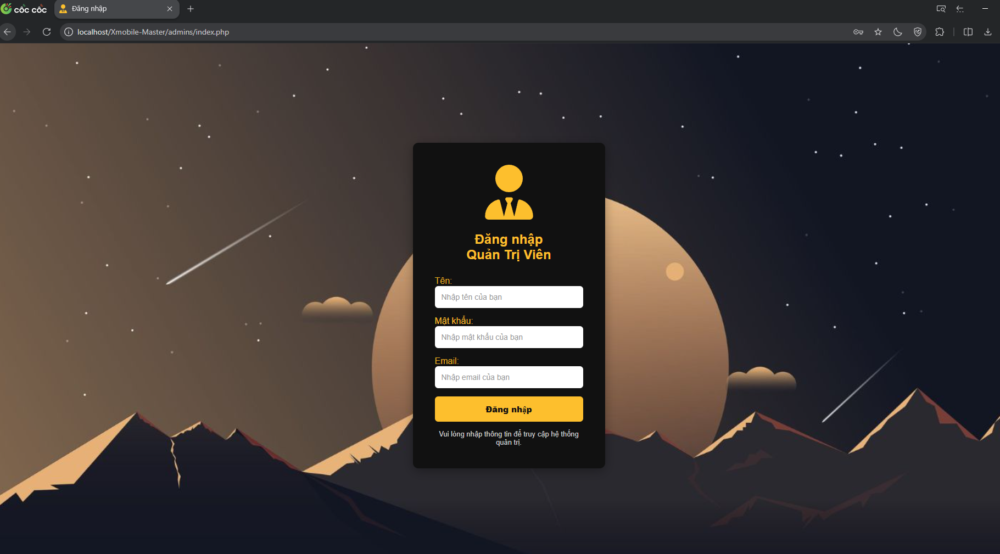 cốc cốc
Đăng nhập
localhost/Xmobile-Master/admins/index.php
Đăng nhập
Quản Trị Viên
Tên:
Nhập tên của bạn
Mật khẩu:
Nhập mật khẩu của bạn
Email:
Nhập email của bạn
Đăng nhập
Vui lòng nhập thông tin để truy cập hệ thống
quản trị.